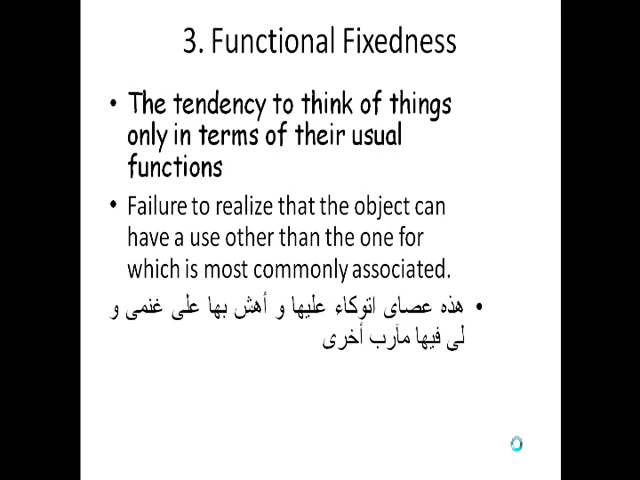 3. Functional Fixedness
• The tendency to think of things
only in terms of their usual
functions
• Failure to realize that the object can
have a use other than the one for
which is most commonly associated.
• هذه عصاى اتوكاء عليها و أهش بها على غنمى و
لى فيها مآرب أخرى